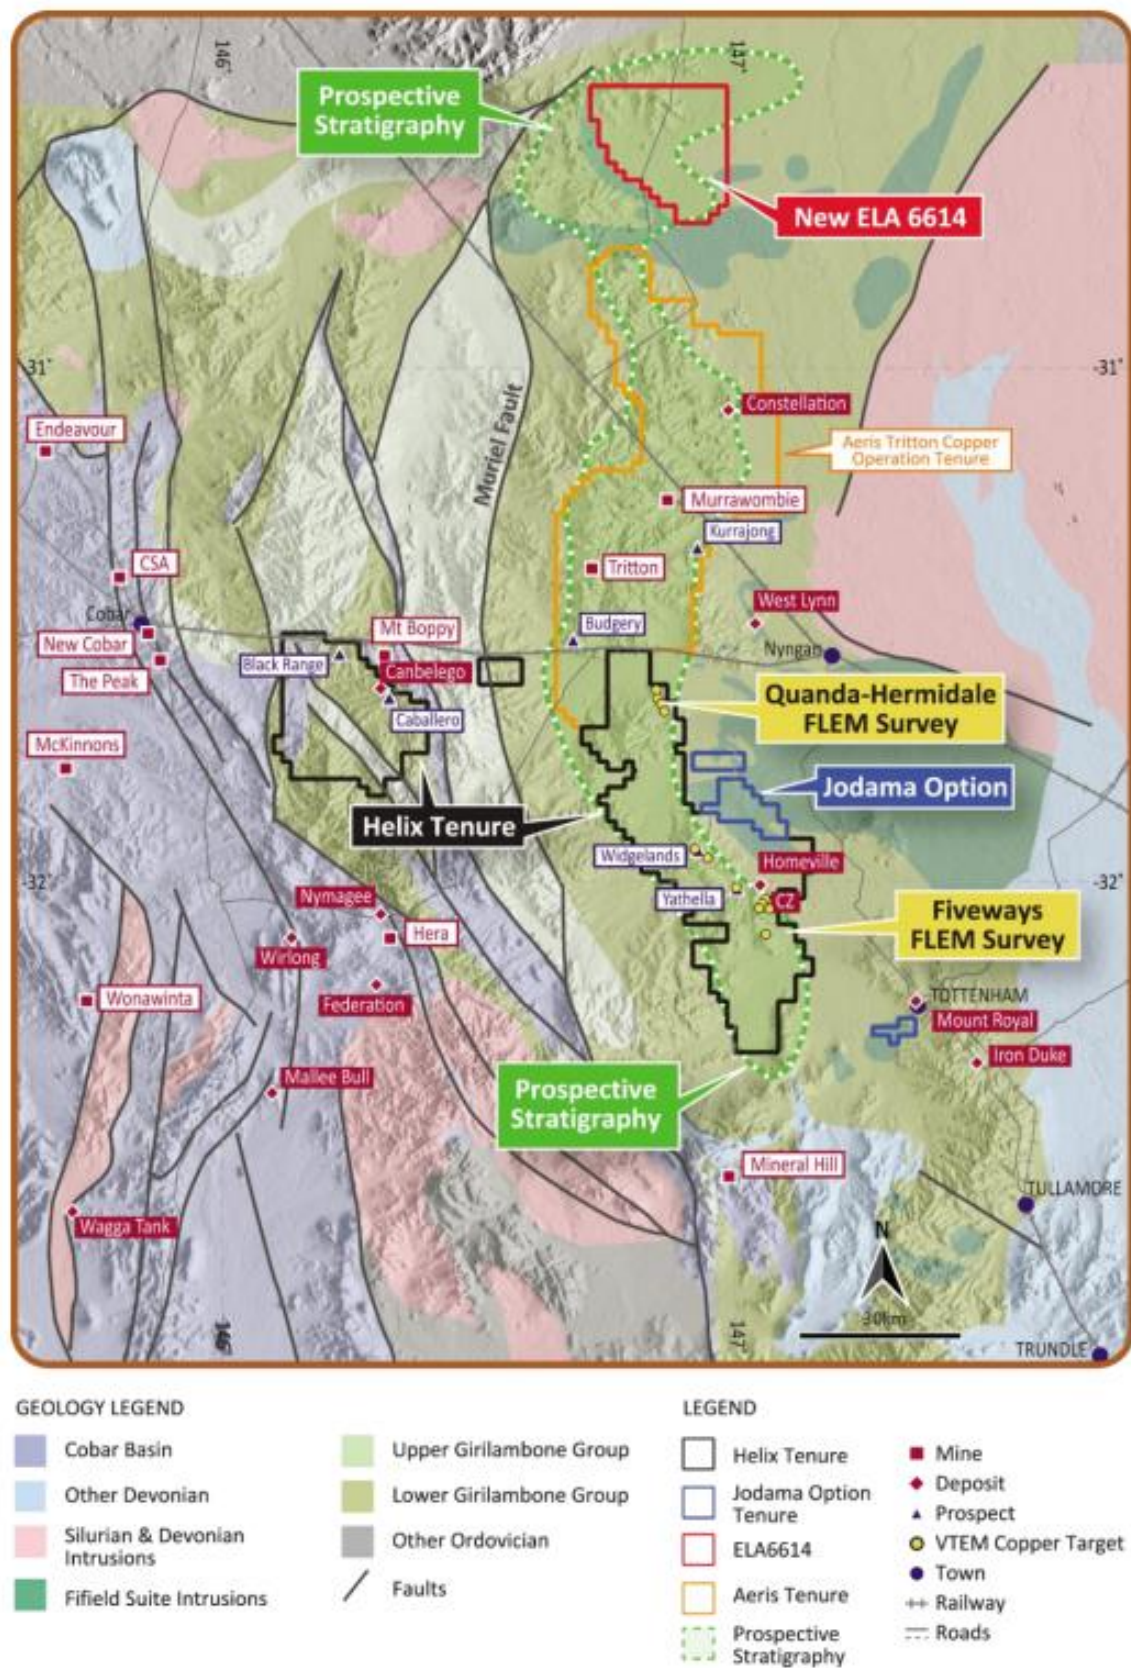 146°
147°
Prospective
Stratigraphy
New ELA 6614
-31°
-31°
Muriel Fault
Constellation
Endeavour
Aeris Tritton Copper
Operation Tenure
Murrawombie
Kurrajong
CSA
Tritton
West Lynn
Cobar
Mt Boppy
Budgery
New Cobar
Black Range
Canbelego
Nyngan
The Peak
Quanda-Hermidale
FLEM Survey
Caballero
McKinnons
Jodama Option
Helix Tenure
Widgelands
Homeville
-32°
-32°
Nymagee
Yathella
CZ
Fiveways
FLEM Survey
Hera
Wirlong
Wonawinta
Federation
TOTTENHAM
Mount Royal
Iron Duke
Mallee Bull
Prospective
Stratigraphy
Mineral Hill
TULLAMORE
Wagga Tank
N
30km
146°
147°
TRUNDLE
GEOLOGY LEGEND
Cobar Basin
Other Devonian
Silurian & Devonian
Intrusions
Fifield Suite Intrusions
Upper Girilambone Group
Lower Girilambone Group
Other Ordovician
Faults
LEGEND
Helix Tenure
Jodama Option
Tenure
ELA6614
Aeris Tenure
Prospective
Stratigraphy
Mine
Deposit
Prospect
VTEM Copper Target
Town
Railway
Roads